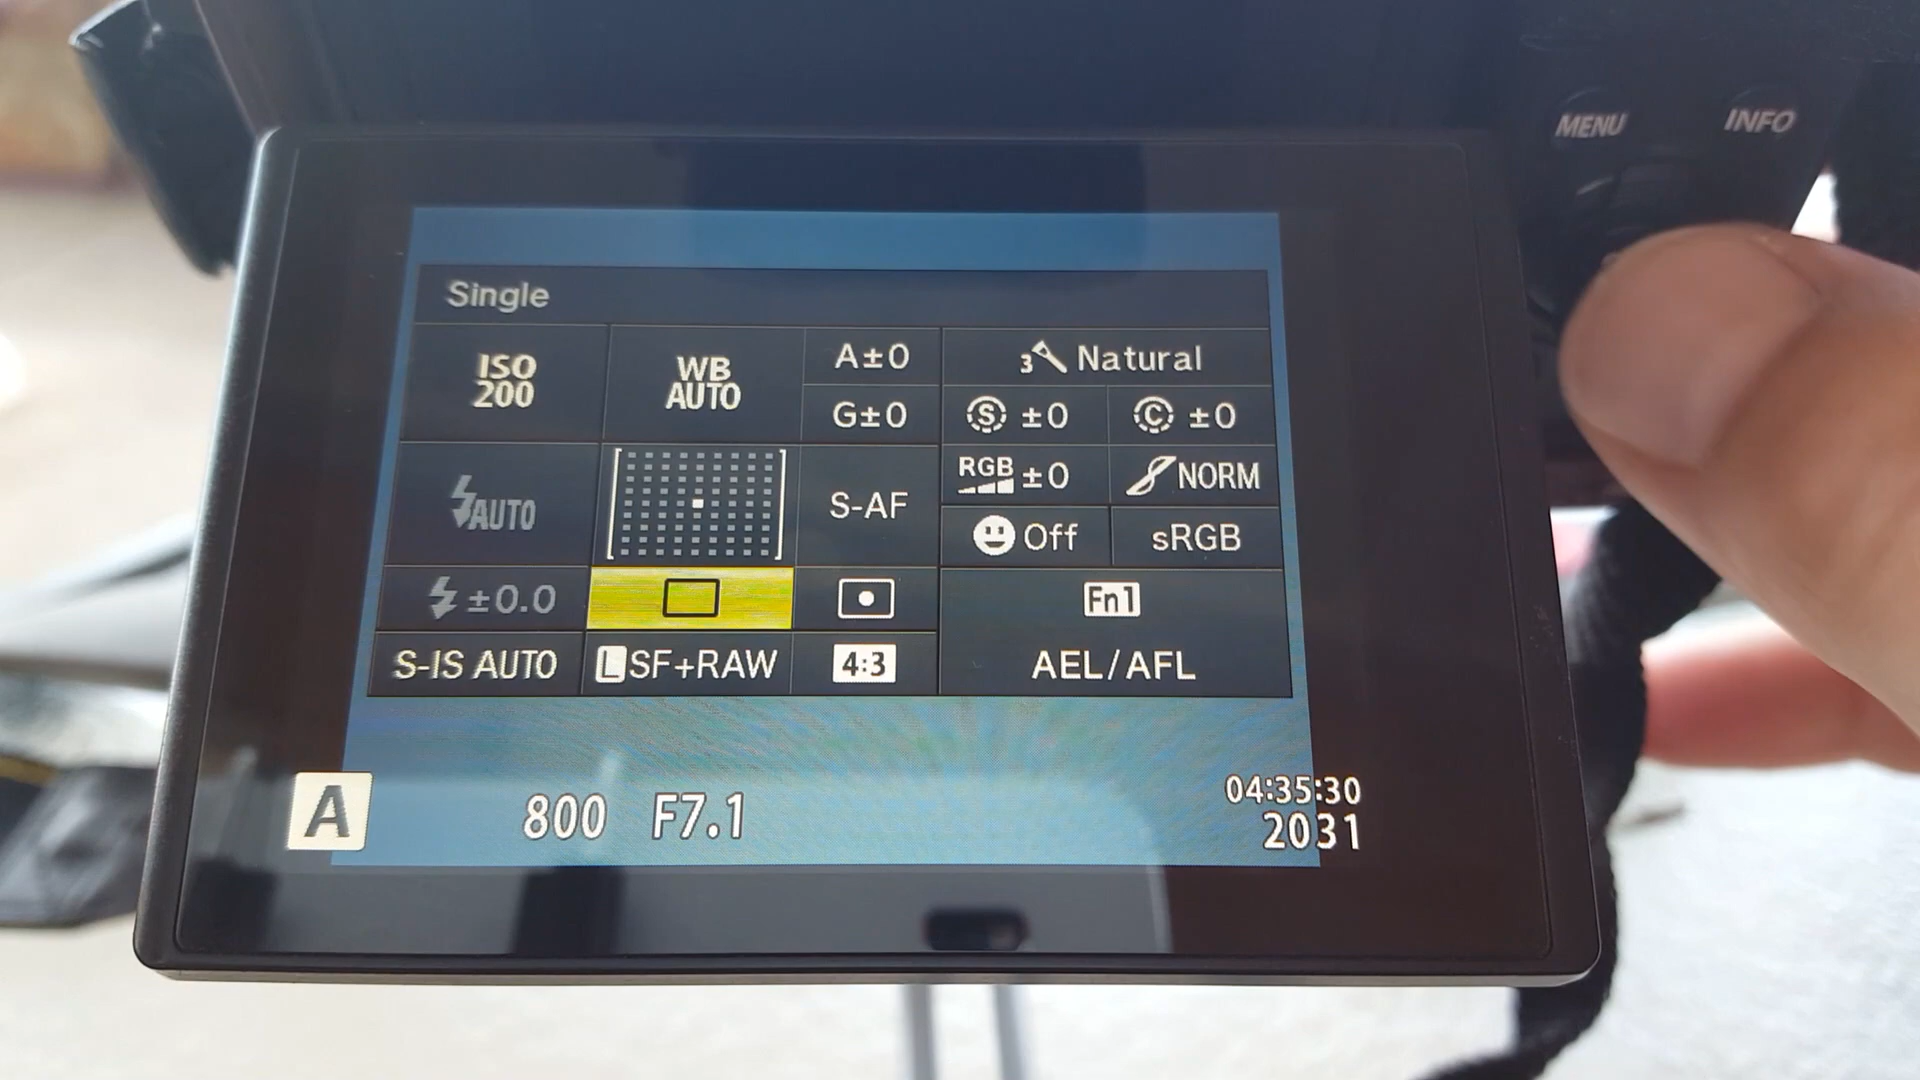 MENU INFO
Single
ISO 200
WB AUTO
A±0
G±0
3 Natural
S ±0
C ±0
AUTO
S-AF
RGB ±0
NORM
Off
sRGB
±0.0
Fn1
S-IS AUTO
L SF+RAW
4:3
AEL/AFL
A
800 F7.1
04:35:30
2031